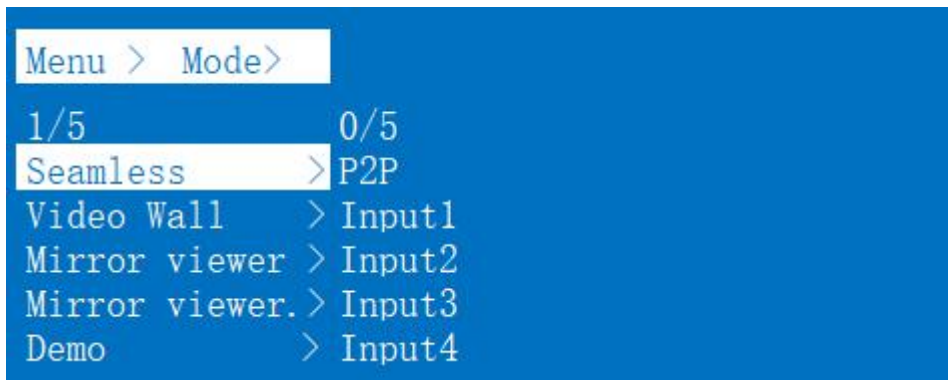 Menu > Mode>
1/5 0/5
Seamless > P2P
Video Wall > Input1
Mirror viewer > Input2
Mirror viewer. > Input3
Demo > Input4